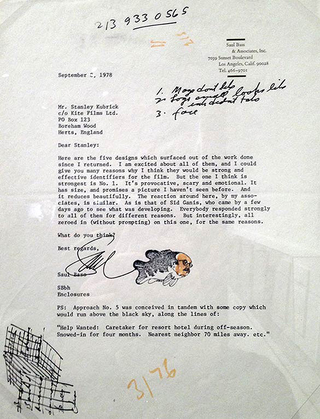 213 933 0565
Saul Bass
& Associates, Inc.
7039 Sunset Boulevard
Los Angeles, Calif. 90028
Tel. 466-9701
September , 1978
Mr. Stanley Kubrick
c/o Kite Films Ltd.
PO Box 123
Boreham Wood
Herts, England
1. Maze dont like
2. logo looks like
3. face
Dear Stanley:
Here are the five designs which surfaced out of the work done
since I returned. I am excited about all of them, and I could
give you many reasons why I think they would be strong and
effective identifiers for the film. But the one I think is
strongest is No. 1. It's provocative, scary and emotional. It
has size, and promises a picture I haven't seen before. And
it reduces beautifully. The reaction around here, by my asso-
ciates, is similar. As is that of Sid Ganis, who came by a few
days ago to see what was developing. Everybody responded strongly
to all of them for different reasons. But interestingly, all
zeroed in (without prompting) on this one, for the same reasons.
What do you think?
Best regards,
Saul
Saul Bass
SBbh
Enclosures
PS: Approach No. 5 was conceived in tandem with some copy which
would run above the black sky, along the lines of:
"Help Wanted: Caretaker for resort hotel during off-season.
Snowed-in for four months. Nearest neighbor 70 miles away. etc."
3/76